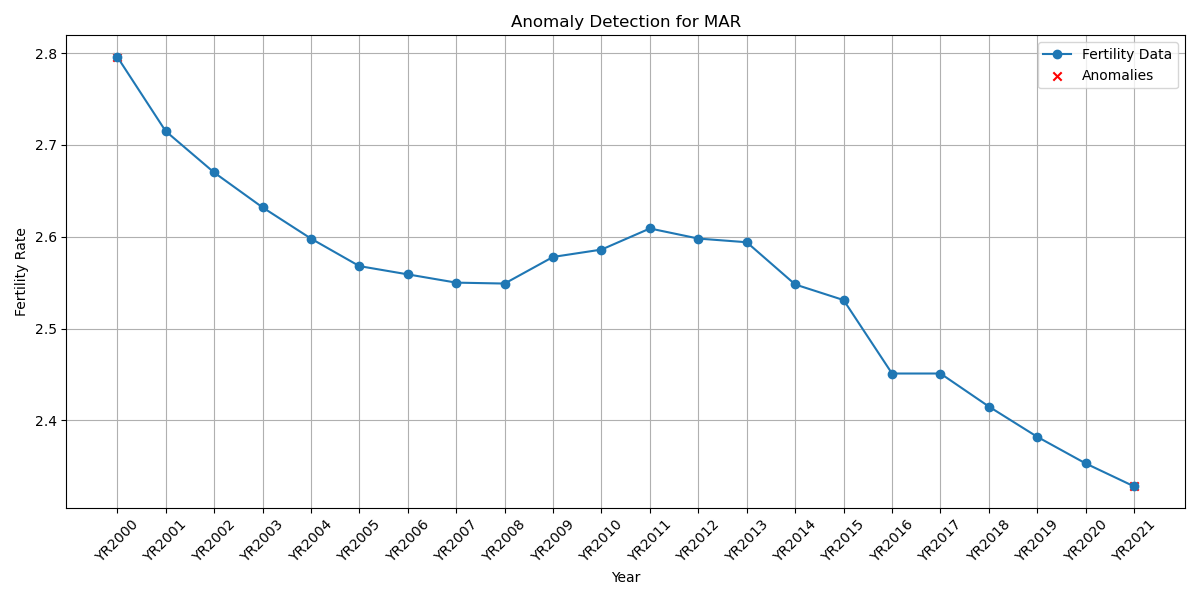 Anomaly Detection for MAR
Fertility Data
Anomalies
Fertility Rate
2.8
2.7
2.6
2.5
2.4
YR2000 YR2001 YR2002 YR2003 YR2004 YR2005 YR2006 YR2007 YR2008 YR2009 YR2010 YR2011 YR2012 YR2013 YR2014 YR2015 YR2016 YR2017 YR2018 YR2019 YR2020 YR2021
Year